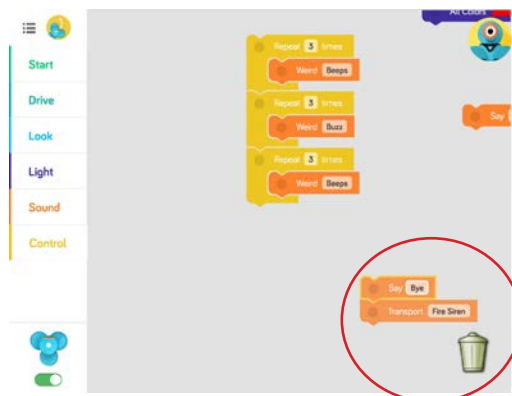 All Colors
Start
Drive
Look
Light
Sound
Control
Repeat 3 times
Weird Beeps
Repeat 3 times
Weird Buzz
Repeat 3 times
Weird Beeps
Say
Say Bye
Transport Fire Siren